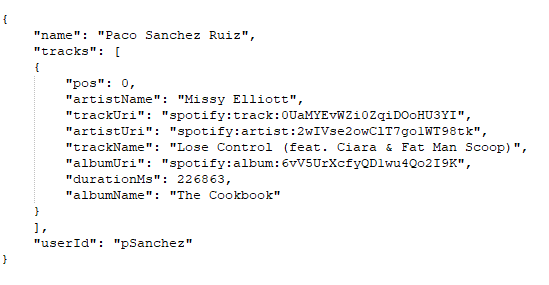 {
"name": "Paco Sanchez Ruiz",
"tracks": [
{
"pos": 0,
"artistName": "Missy Elliott",
"trackUri": "spotify:track:0UaMYEvWZi0ZqiDOoHU3YI",
"artistUri": "spotify:artist:2wIVse2owClT7go1WT98tk",
"trackName": "Lose Control (feat. Ciara & Fat Man Scoop)",
"albumUri": "spotify:album:6vV5UrXcfyQD1wu4Qo2I9K",
"durationMs": 226863,
"albumName": "The Cookbook"
}
],
"userId": "pSanchez"
}